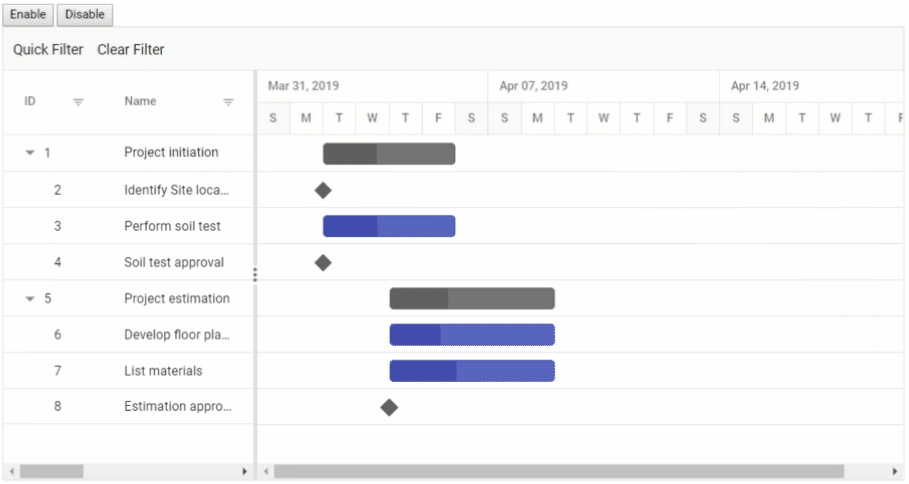 Enable Disable
Quick Filter Clear Filter
Mar 31, 2019 Apr 07, 2019 Apr 14, 2019
ID Name
S M T W T F S S M T W T F S S M T W T F
1 Project initiation
2 Identify Site loca...
3 Perform soil test
4 Soil test approval
5 Project estimation
6 Develop floor pla...
7 List materials
8 Estimation appro...